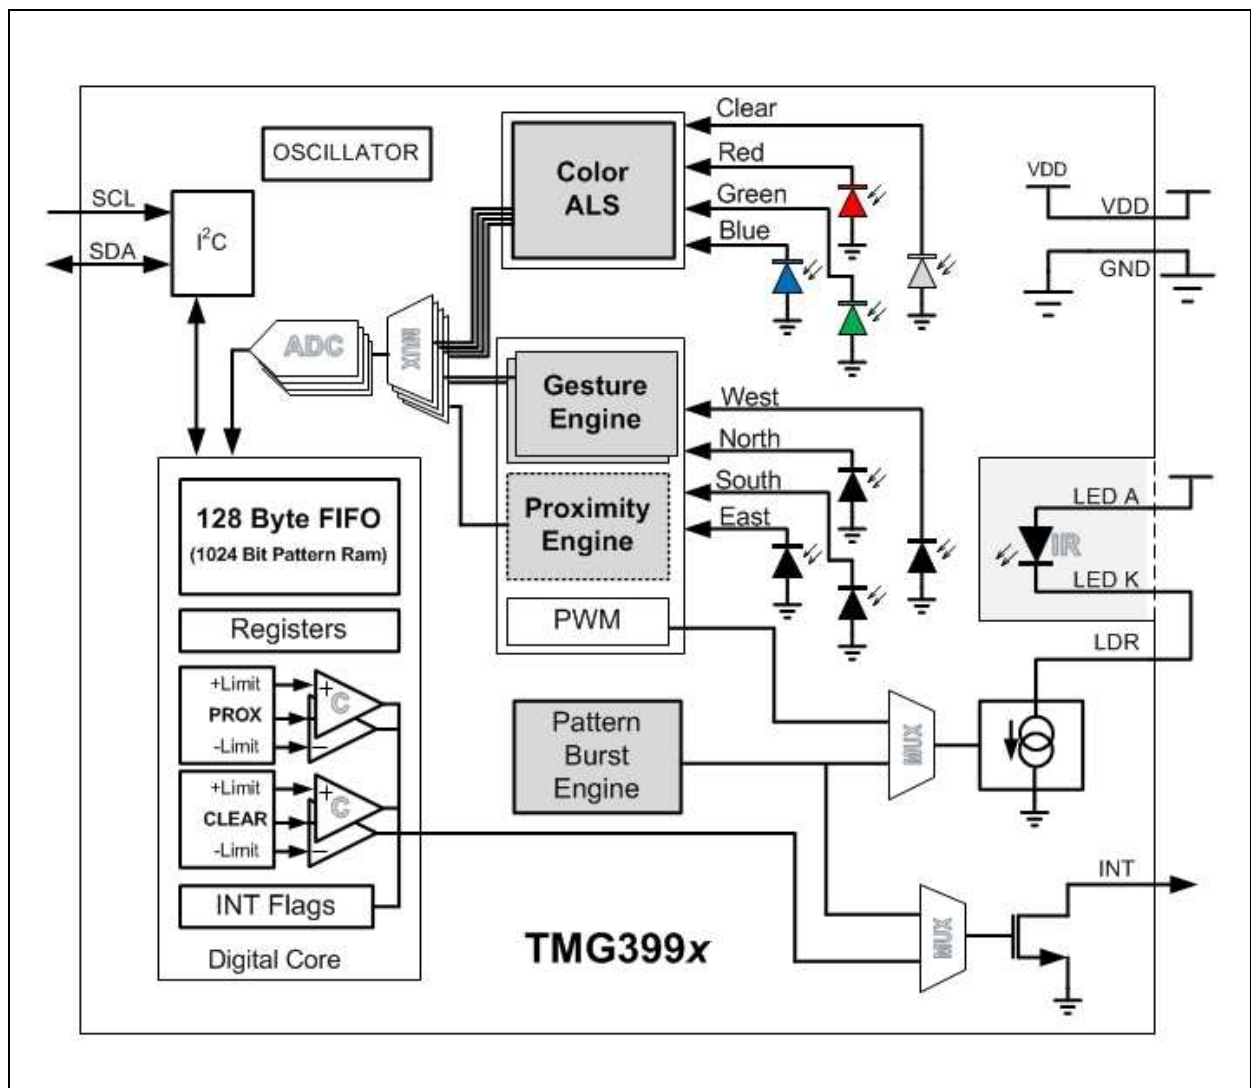 OSCILLATOR
SCL
SDA
I²C
Color
ALS
Clear
Red
Green
Blue
VDD
VDD
GND
ADC
MUX
Gesture
Engine
Proximity
Engine
PWM
West
North
South
East
LED A
IR
LED K
LDR
128 Byte FIFO
(1024 Bit Pattern Ram)
Registers
+Limit
PROX
-Limit
+
C
−
+Limit
CLEAR
-Limit
+
C
−
INT Flags
Digital Core
Pattern
Burst
Engine
MUX
MUX
INT
TMG399x